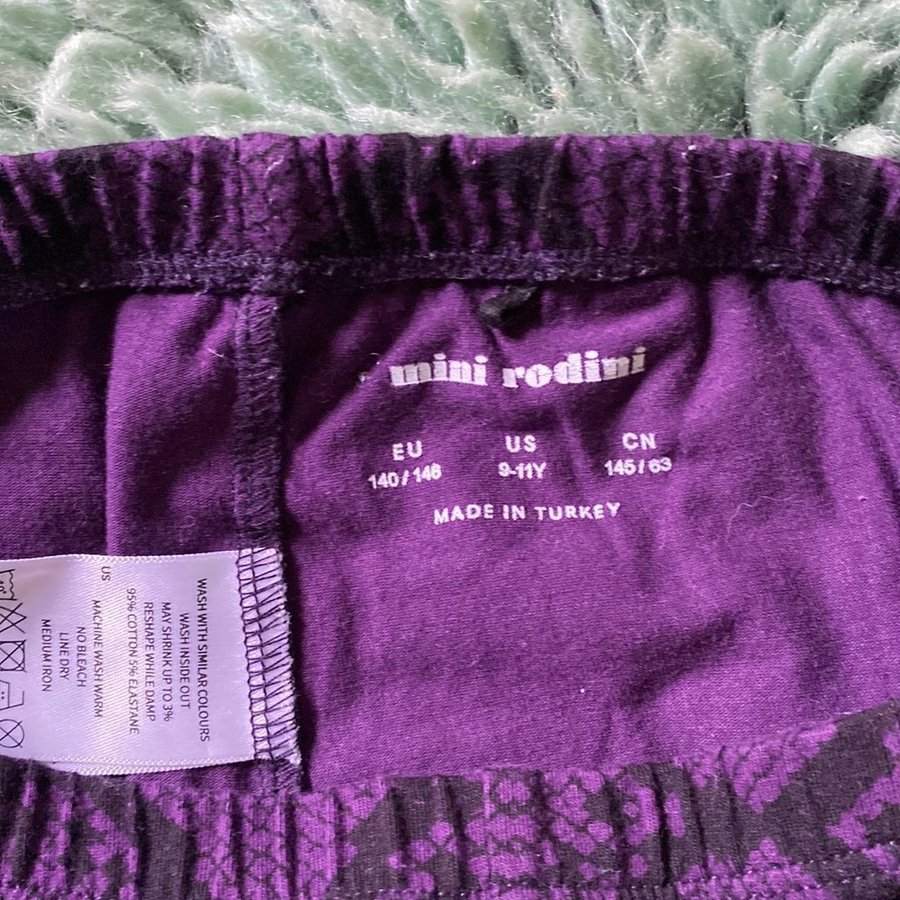 mini rodini
EU US CN
140/146 9-11Y 145/63
MADE IN TURKEY
WASH WITH SIMILAR COLOURS
WASH INSIDE OUT
MAY SHRINK UP TO 3%
RESHAPE WHILE DAMP
95% COTTON 5% ELASTANE
US
MACHINE WASH WARM
NO BLEACH
LINE DRY
MEDIUM IRON